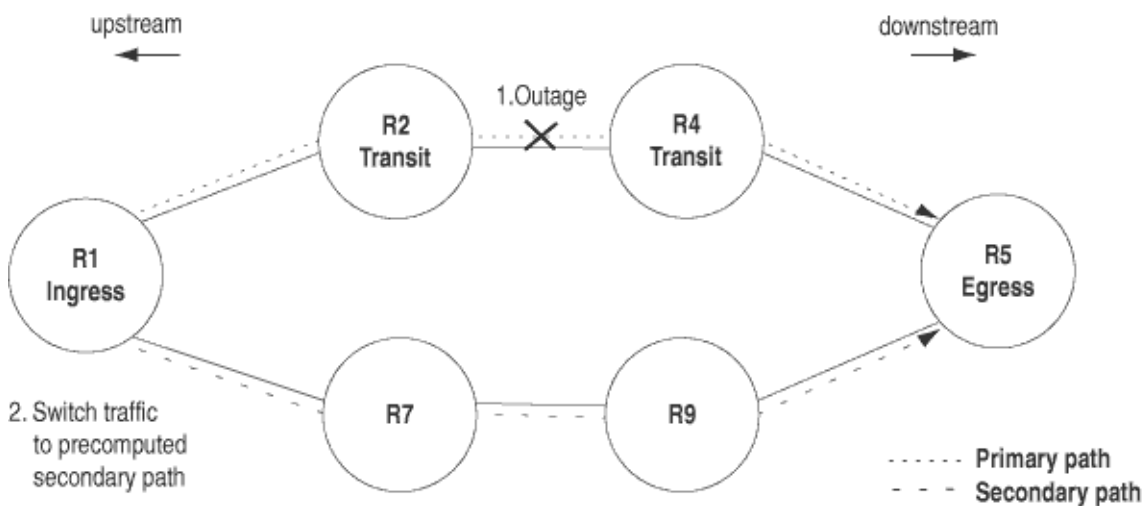 upstream
downstream
1.Outage
R2
Transit
R4
Transit
R1
Ingress
R5
Egress
R7
R9
2. Switch traffic
to precomputed
secondary path
Primary path
Secondary path